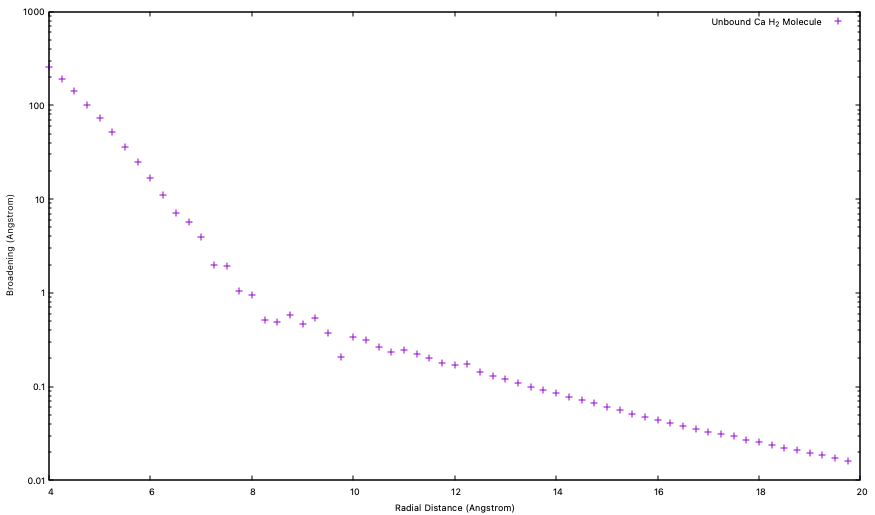 1000
Unbound Ca H₂ Molecule
100
10
1
0.1
0.01
Broadening (Angstrom)
4 6 8 10 12 14 16 18 20
Radial Distance (Angstrom)